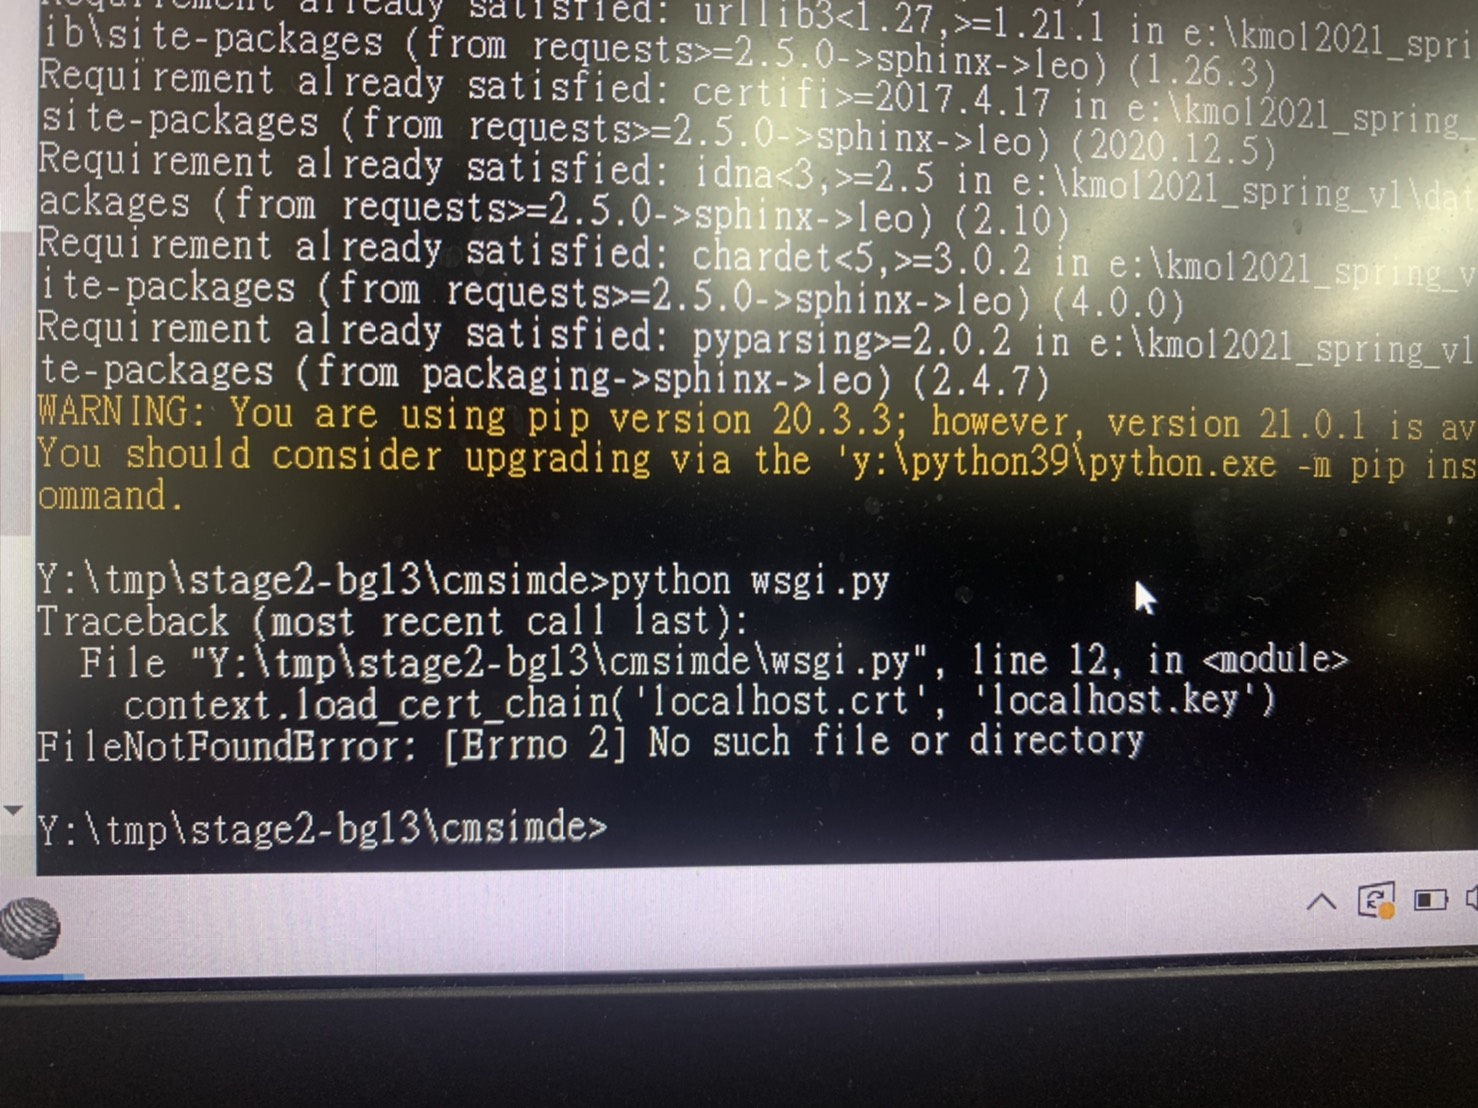 Requirement already satisfied: urllib3<1.27,>=1.21.1 in e:\kmol2021_spri
ib\site-packages (from requests>=2.5.0->sphinx->leo) (1.26.3)
Requirement already satisfied: certifi>=2017.4.17 in e:\kmol2021_spring_
site-packages (from requests>=2.5.0->sphinx->leo) (2020.12.5)
Requirement already satisfied: idna<3,>=2.5 in e:\kmol2021_spring_v1\dat
ackages (from requests>=2.5.0->sphinx->leo) (2.10)
Requirement already satisfied: chardet<5,>=3.0.2 in e:\kmol2021_spring_v
ite-packages (from requests>=2.5.0->sphinx->leo) (4.0.0)
Requirement already satisfied: pyparsing>=2.0.2 in e:\kmol2021_spring_v1
te-packages (from packaging->sphinx->leo) (2.4.7)
WARNING: You are using pip version 20.3.3; however, version 21.0.1 is av
You should consider upgrading via the 'y:\python39\python.exe -m pip ins
ommand.
Y:\tmp\stage2-bg13\cmsimde>python wsgi.py
Traceback (most recent call last):
File "Y:\tmp\stage2-bg13\cmsimde\wsgi.py", line 12, in <module>
context.load_cert_chain('localhost.crt', 'localhost.key')
FileNotFoundError: [Errno 2] No such file or directory
Y:\tmp\stage2-bg13\cmsimde>